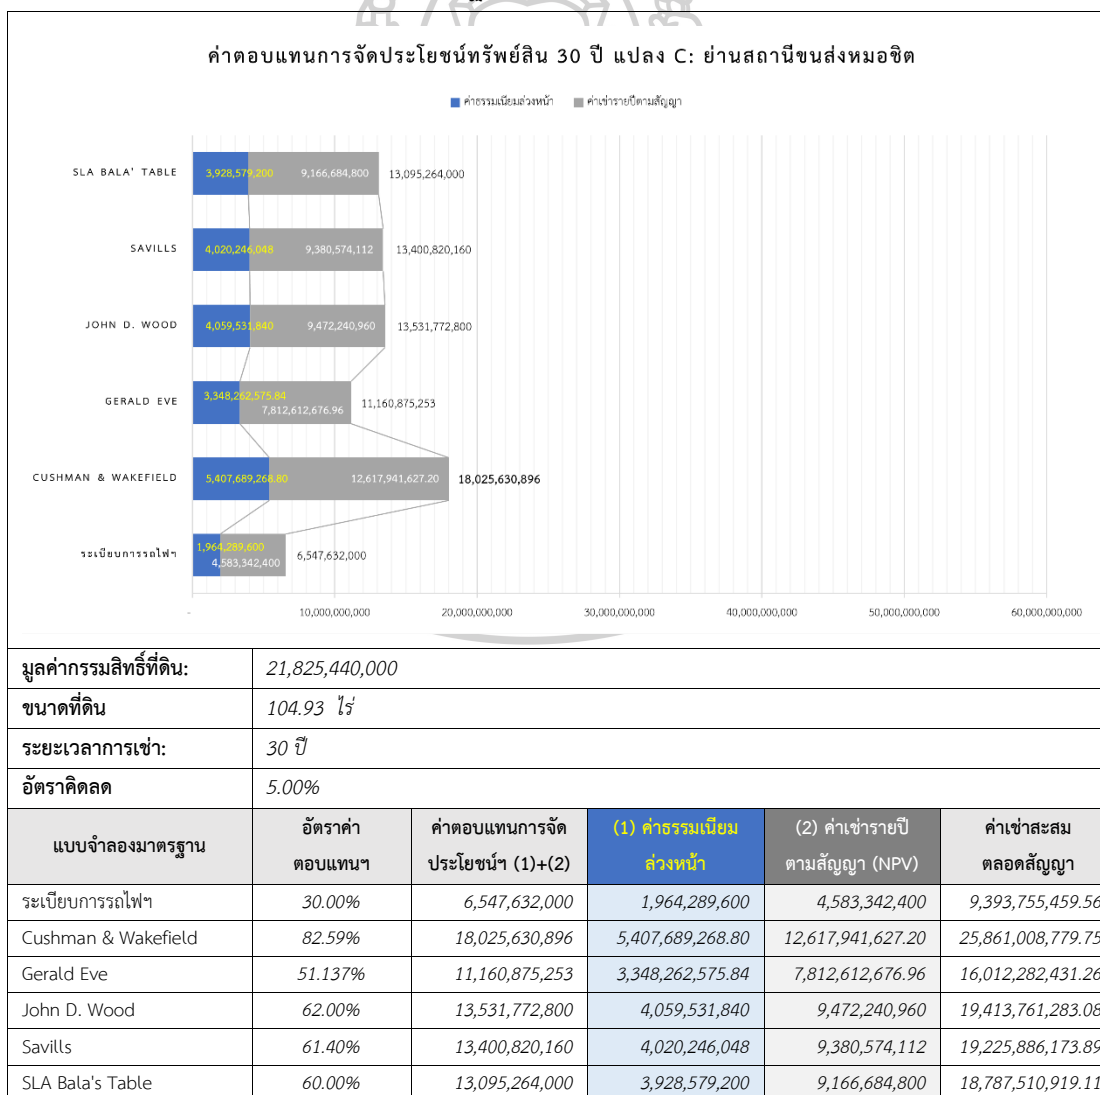 ค่าตอบแทนการจัดประโยชน์ทรัพย์สิน 30 ปี แปลง C: ย่านสถานีขนส่งหมอชิต
ค่าธรรมเนียมล่วงหน้า ค่าเช่ารายปีตามสัญญา
SLA BALA' TABLE 3,928,579,200 9,166,684,800 13,095,264,000
SAVILLS 4,020,246,048 9,380,574,112 13,400,820,160
JOHN D. WOOD 4,059,531,840 9,472,240,960 13,531,772,800
GERALD EVE 3,348,262,575.84 7,812,612,676.96 11,160,875,253
CUSHMAN & WAKEFIELD 5,407,689,268.80 12,617,941,627.20 18,025,630,896
ระเบียบการรถไฟฯ 1,964,289,600 4,583,342,400 6,547,632,000
- 10,000,000,000 20,000,000,000 30,000,000,000 40,000,000,000 50,000,000,000 60,000,000,000
มูลค่ากรรมสิทธิ์ที่ดิน: 21,825,440,000
ขนาดที่ดิน 104.93 ไร่
ระยะเวลาการเช่า: 30 ปี
อัตราคิดลด 5.00%
แบบจำลองมาตรฐาน อัตราค่า ค่าตอบแทนการจัด (1) ค่าธรรมเนียม (2) ค่าเช่ารายปี ค่าเช่าสะสม
ตอบแทนฯ ประโยชน์ฯ (1)+(2) ล่วงหน้า ตามสัญญา (NPV) ตลอดสัญญา
ระเบียบการรถไฟฯ 30.00% 6,547,632,000 1,964,289,600 4,583,342,400 9,393,755,459.56
Cushman & Wakefield 82.59% 18,025,630,896 5,407,689,268.80 12,617,941,627.20 25,861,008,779.75
Gerald Eve 51.137% 11,160,875,253 3,348,262,575.84 7,812,612,676.96 16,012,282,431.26
John D. Wood 62.00% 13,531,772,800 4,059,531,840 9,472,240,960 19,413,761,283.08
Savills 61.40% 13,400,820,160 4,020,246,048 9,380,574,112 19,225,886,173.89
SLA Bala's Table 60.00% 13,095,264,000 3,928,579,200 9,166,684,800 18,787,510,919.11